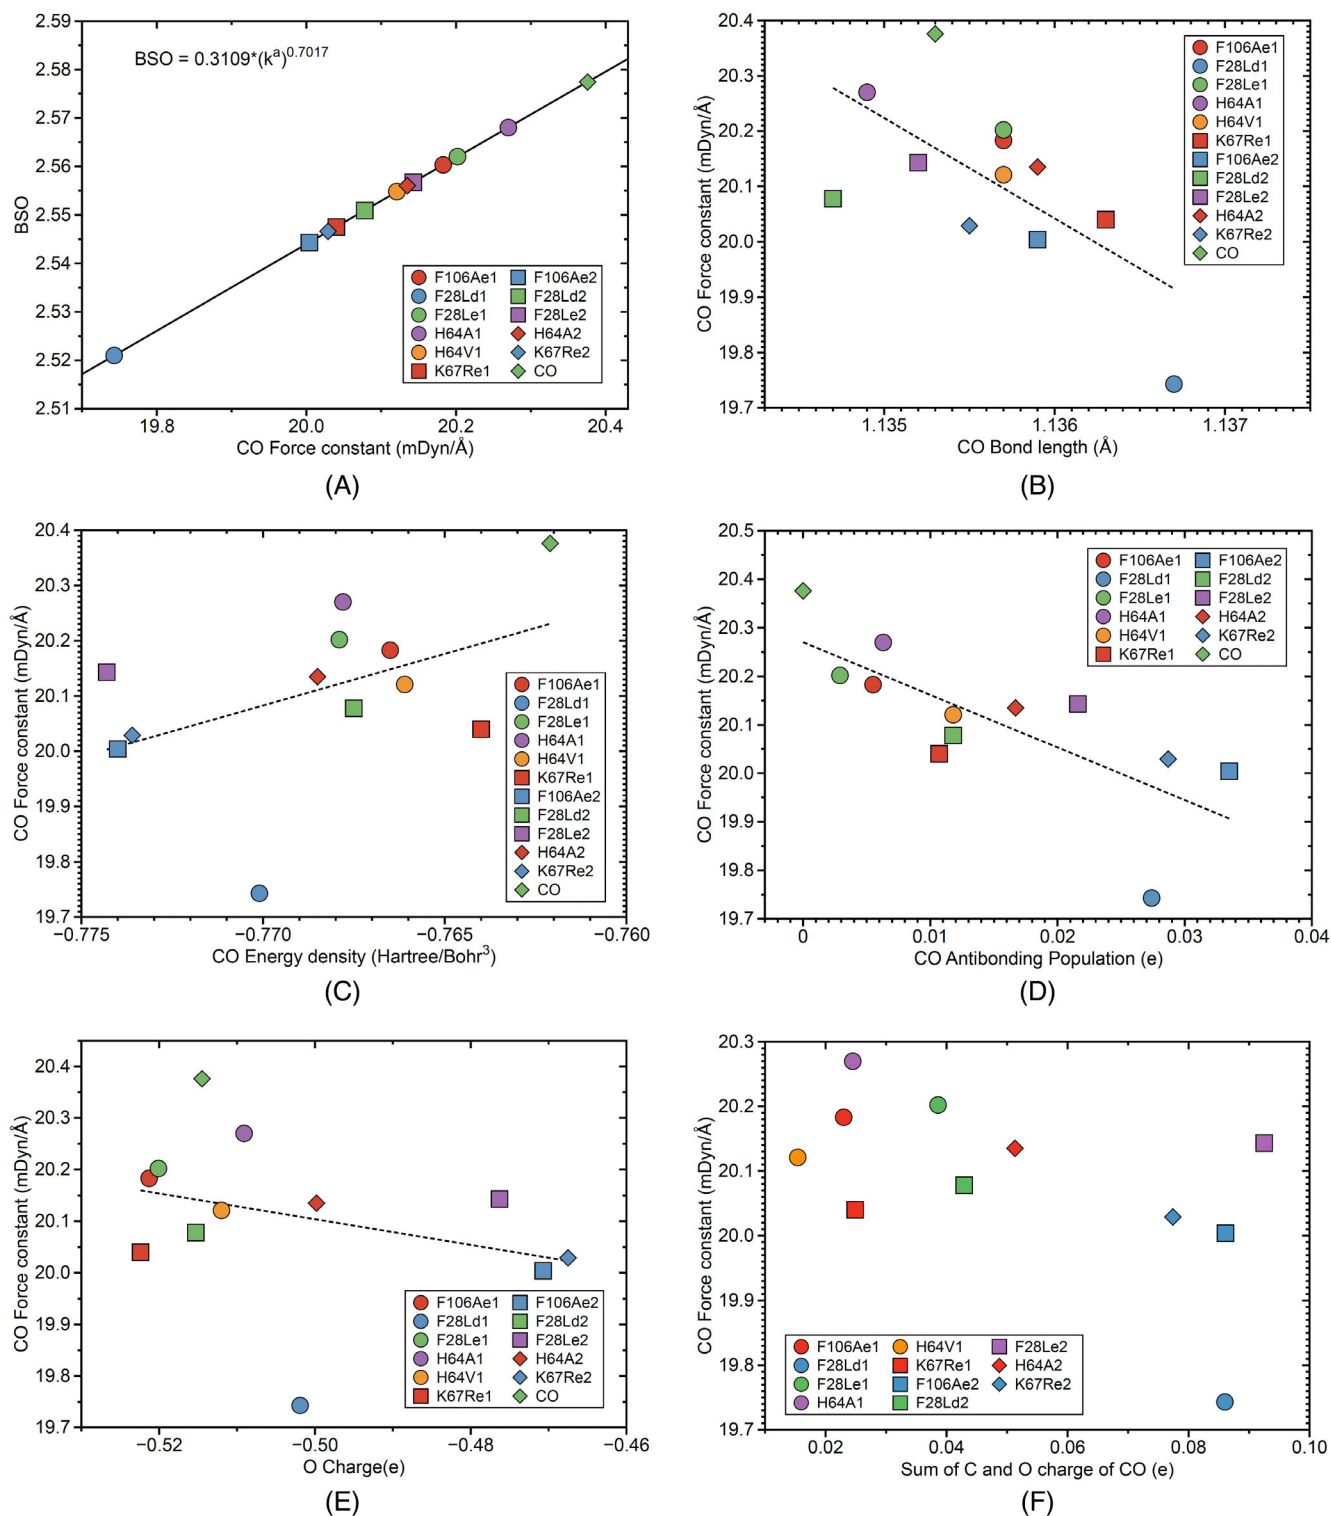 BSO = 0.3109*(kᵃ)^0.7017
2.59
2.58
2.57
2.56
2.55
2.54
2.53
2.52
2.51
BSO
F106Ae1 F106Ae2
F28Ld1 F28Ld2
F28Le1 F28Le2
H64A1 H64A2
H64V1 K67Re2
K67Re1 CO
19.8 20.0 20.2 20.4
CO Force constant (mDyn/Å)
(A)
20.4
20.3
20.2
20.1
20.0
19.9
19.8
19.7
CO Force constant (mDyn/Å)
F106Ae1
F28Ld1
F28Le1
H64A1
H64V1
K67Re1
F106Ae2
F28Ld2
F28Le2
H64A2
K67Re2
CO
1.135 1.136 1.137
CO Bond length (Å)
(B)
20.4
20.3
20.2
20.1
20.0
19.9
19.8
19.7
CO Force constant (mDyn/Å)
F106Ae1
F28Ld1
F28Le1
H64A1
H64V1
K67Re1
F106Ae2
F28Ld2
F28Le2
H64A2
K67Re2
CO
−0.775 −0.770 −0.765 −0.760
CO Energy density (Hartree/Bohr³)
(C)
20.5
20.4
20.3
20.2
20.1
20.0
19.9
19.8
19.7
CO Force constant (mDyn/Å)
F106Ae1 F106Ae2
F28Ld1 F28Ld2
F28Le1 F28Le2
H64A1 H64A2
H64V1 K67Re2
K67Re1 CO
0 0.01 0.02 0.03 0.04
CO Antibonding Population (e)
(D)
20.4
20.3
20.2
20.1
20.0
19.9
19.8
19.7
CO Force constant (mDyn/Å)
F106Ae1 F106Ae2
F28Ld1 F28Ld2
F28Le1 F28Le2
H64A1 H64A2
H64V1 K67Re2
K67Re1 CO
−0.52 −0.50 −0.48 −0.46
O Charge(e)
(E)
20.3
20.2
20.1
20.0
19.9
19.8
19.7
CO Force constant (mDyn/Å)
F106Ae1 H64V1 F28Le2
F28Ld1 K67Re1 H64A2
F28Le1 F106Ae2 K67Re2
H64A1 F28Ld2
0.02 0.04 0.06 0.08 0.10
Sum of C and O charge of CO (e)
(F)